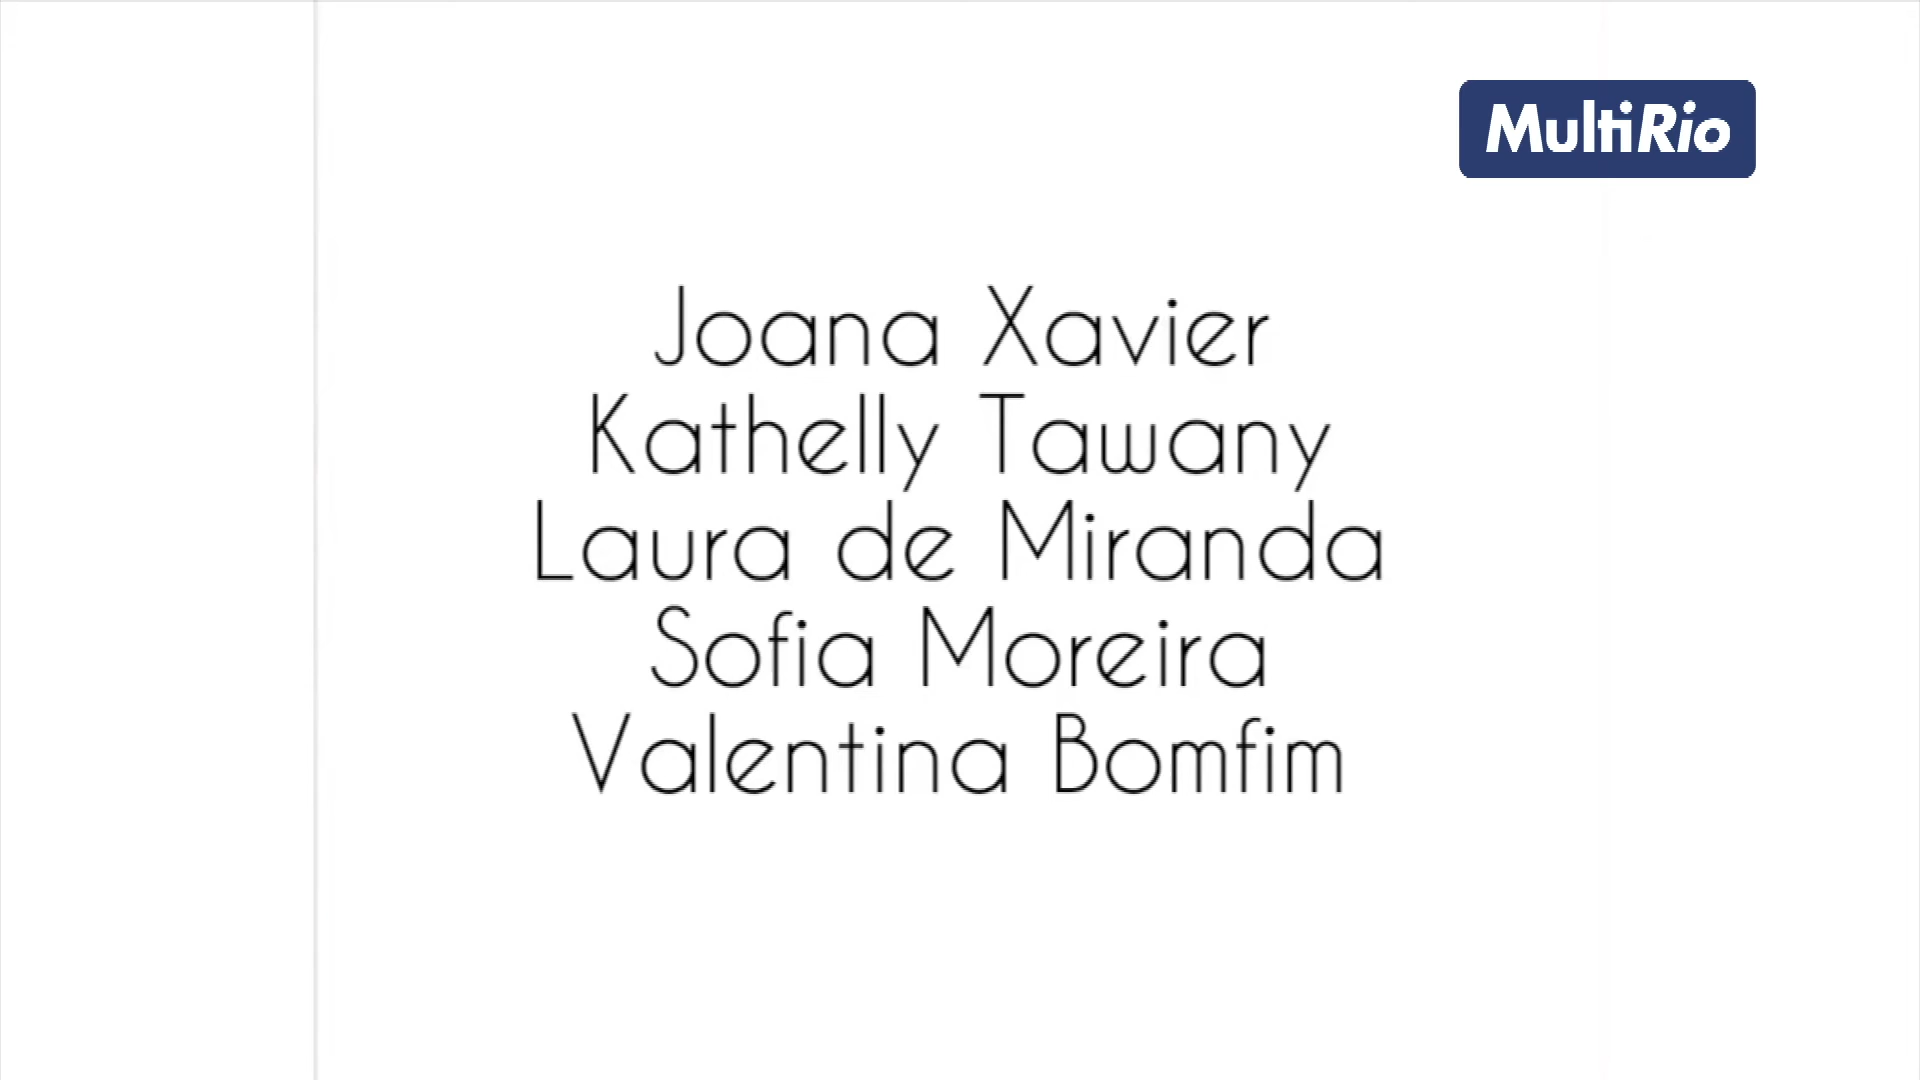 MultiRio
Joana Xavier
Kathelly Tawany
Laura de Miranda
Sofia Moreira
Valentina Bomfim